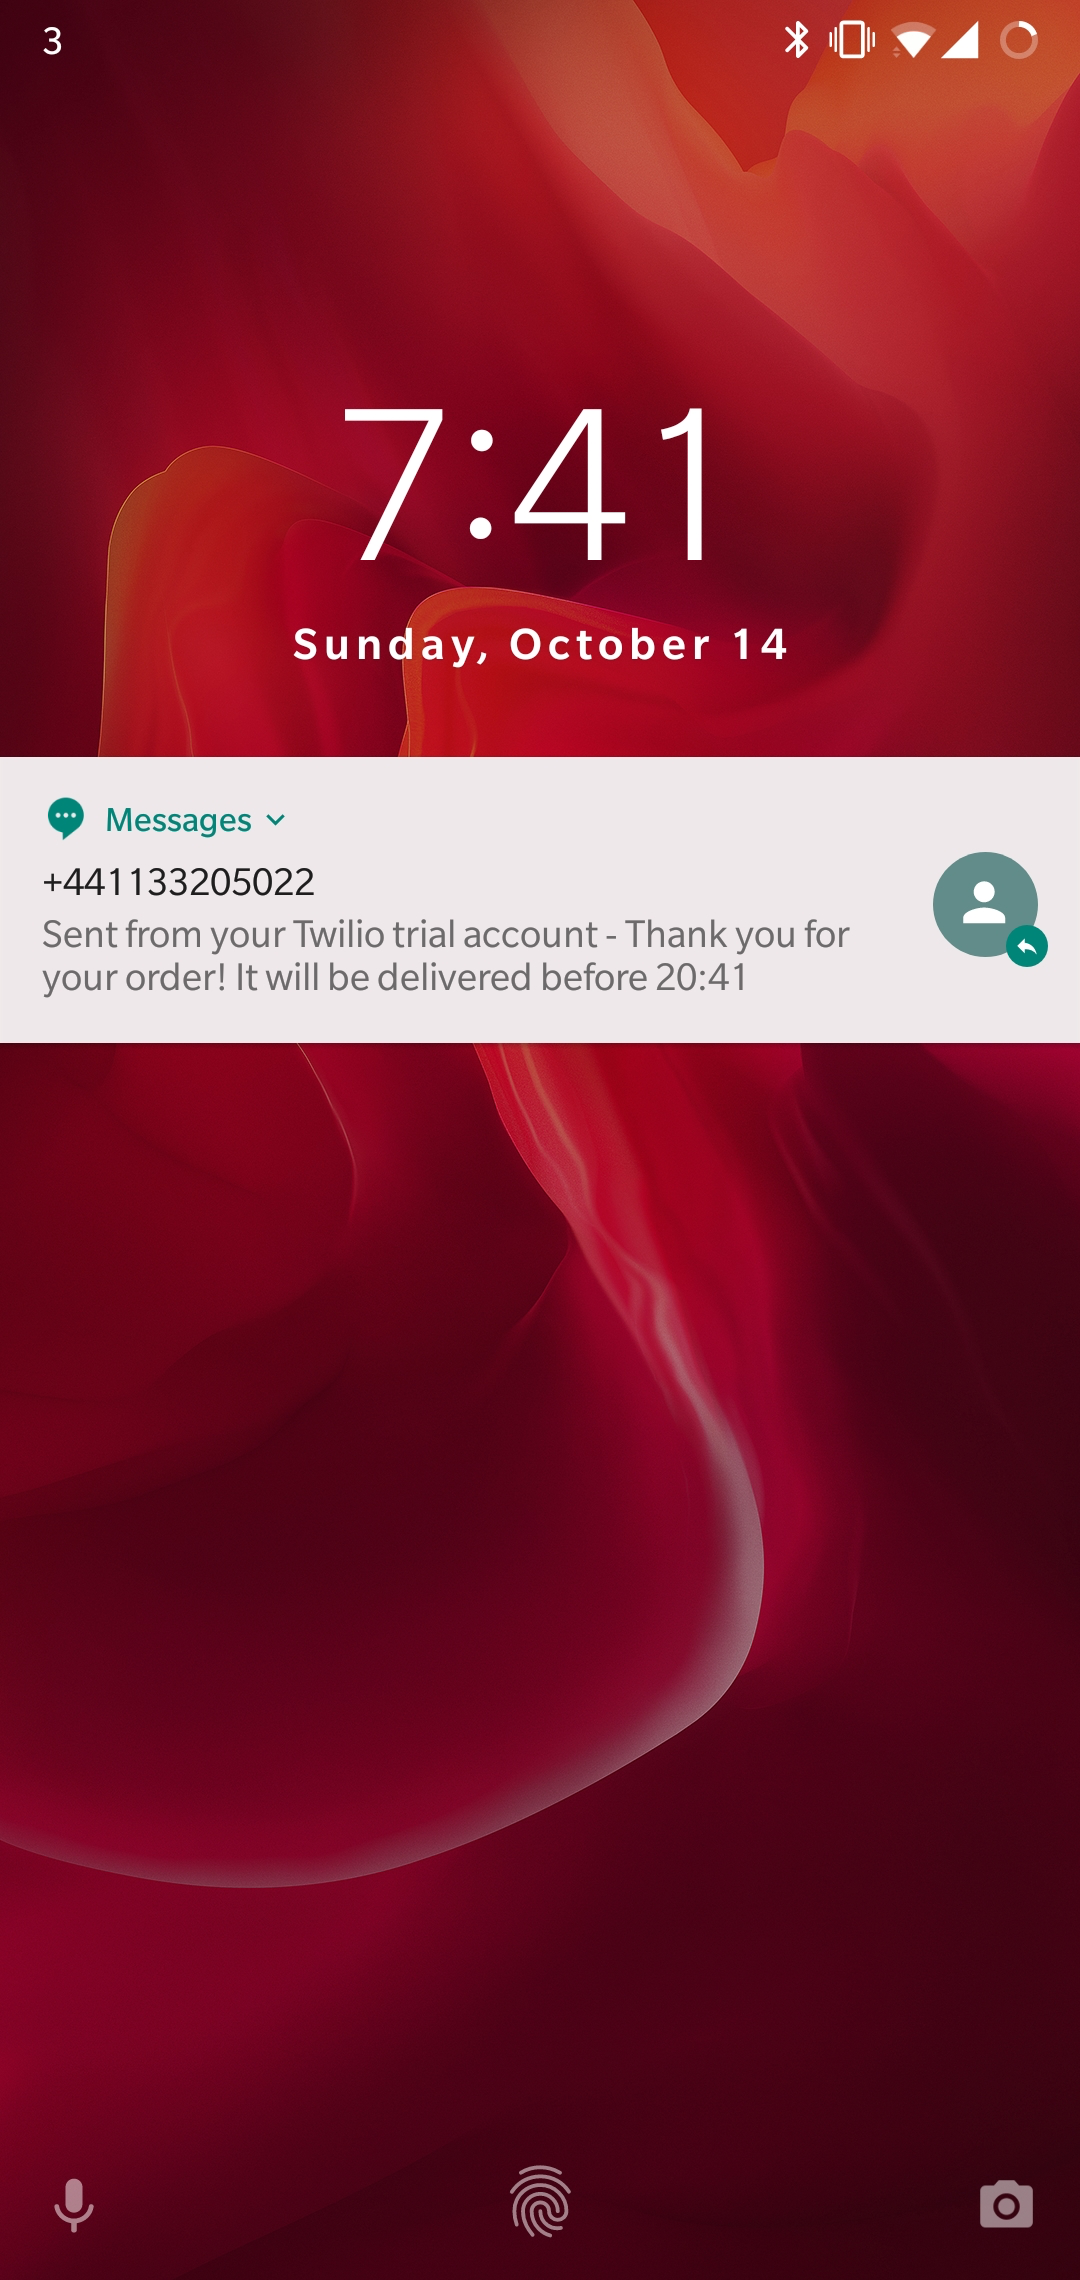 3
7:41
Sunday, October 14
Messages
+441133205022
Sent from your Twilio trial account - Thank you for
your order! It will be delivered before 20:41